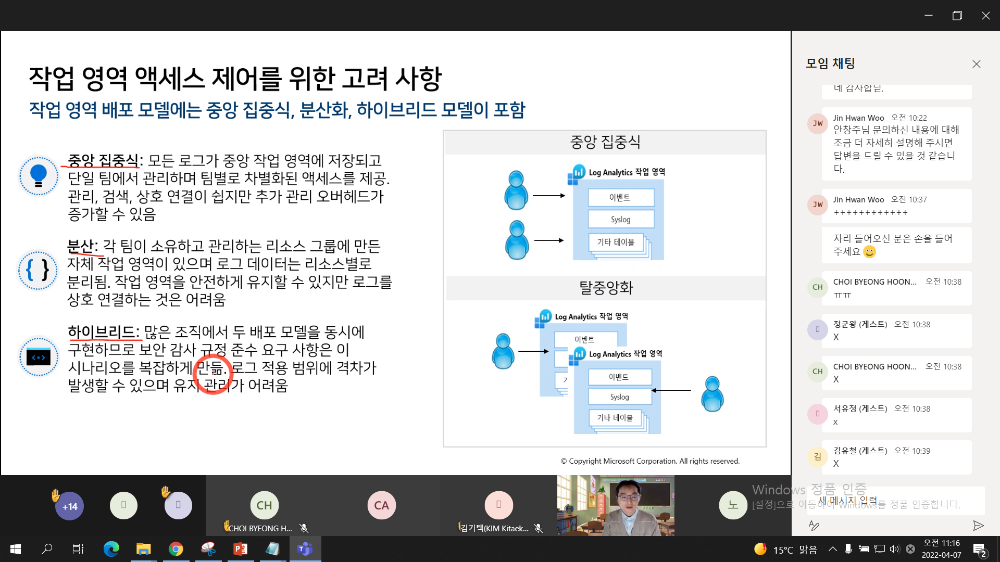 작업 영역 액세스 제어를 위한 고려 사항
작업 영역 배포 모델에는 중앙 집중식, 분산화, 하이브리드 모델이 포함
중앙 집중식: 모든 로그가 중앙 작업 영역에 저장되고
단일 팀에서 관리하며 팀별로 차별화된 액세스를 제공.
관리, 검색, 상호 연결이 쉽지만 추가 관리 오버헤드가
증가할 수 있음
분산: 각 팀이 소유하고 관리하는 리소스 그룹에 만든
자체 작업 영역이 있으며 로그 데이터는 리소스별로
분리됨. 작업 영역을 안전하게 유지할 수 있지만 로그를
상호 연결하는 것은 어려움
하이브리드: 많은 조직에서 두 배포 모델을 동시에
구현하므로 보안 감사 규정 준수 요구 사항은 이
시나리오를 복잡하게 만듦. 로그 적용 범위에 격차가
발생할 수 있으며 유지 관리가 어려움
중앙 집중식
Log Analytics 작업 영역
이벤트
Syslog
기타 테이블
탈중앙화
Log Analytics 작업 영역
이벤트
Log Analytics 작업 영역
이벤트
Syslog
기타 테이블
© Copyright Microsoft Corporation. All rights reserved.
모임 채팅
네 감사합닏.
JW
Jin Hwan Woo 오전 10:22
안창주님 문의하신 내용에 대해
조금 더 자세히 설명해 주시면
답변을 드릴 수 있을 것 같습니
다.
JW
Jin Hwan Woo 오전 10:37
++++++++++++
자리 들어오신 분은 손을 들어
주세요
CH
CHOI BYEONG HOON... 오전 10:38
ㅠㅠ
정군왕 (게스트) 오전 10:38
X
CH
CHOI BYEONG HOON... 오전 10:38
X
서유정 (게스트) 오전 10:38
x
김
김유철 (게스트) 오전 10:39
X
새 메시지 입력
Windows 정품 인증
[설정]으로 이동하여 Windows를 정품 인증합니다.
+14
CH
CHOI BYEONG H...
CA
김기택(KIM Kitaek...
노
15°C 맑음
오전 11:16
2022-04-07
2